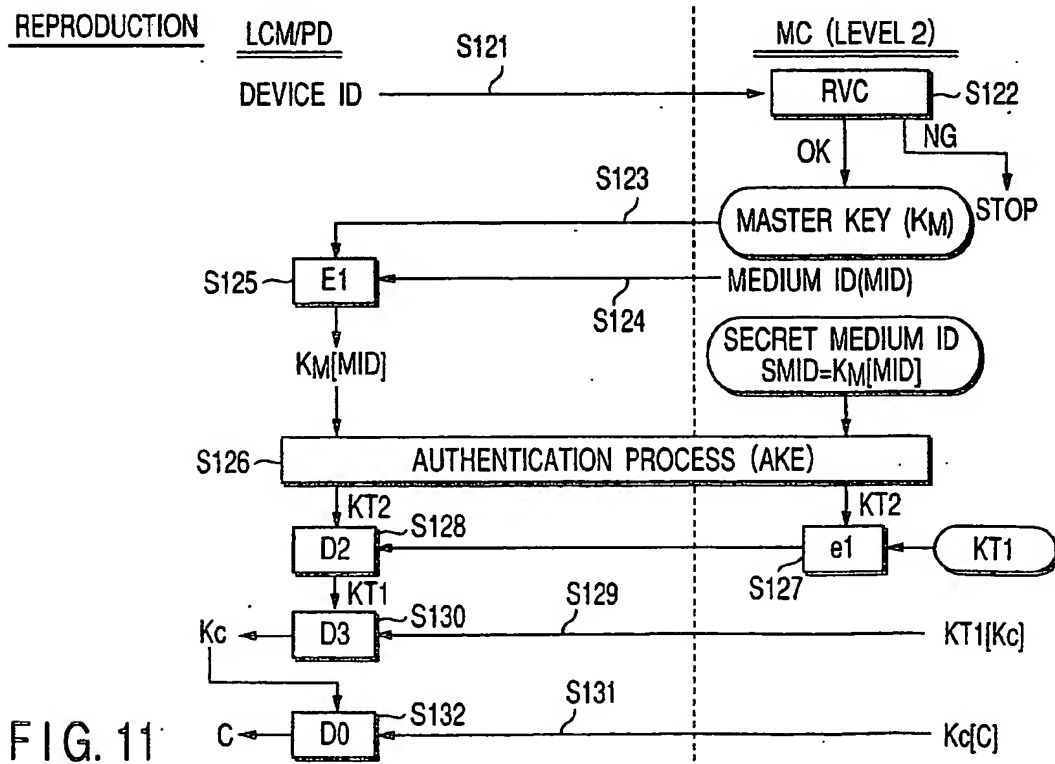 REPRODUCTION
LCM/PD
MC (LEVEL 2)
S121
DEVICE ID
RVC
S122
OK
NG
STOP
S123
MASTER KEY (KM)
S125
E1
S124
MEDIUM ID(MID)
KM[MID]
SECRET MEDIUM ID
SMID=KM[MID]
S126
AUTHENTICATION PROCESS (AKE)
KT2
KT2
D2
S128
e1
S127
KT1
KT1
S129
Kc
D3
S130
KT1[Kc]
S131
C
D0
S132
Kc[C]
FIG. 11